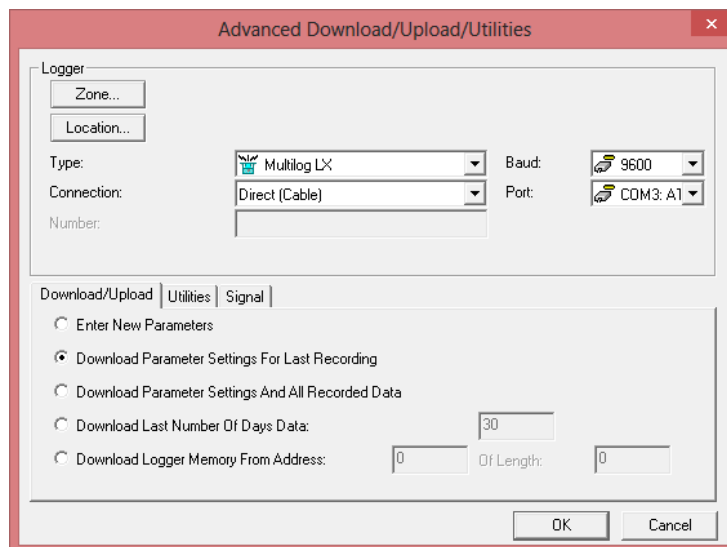 Advanced Download/Upload/Utilities
Logger
Zone...
Location...
Type: Multilog LX Baud: 9600
Connection: Direct (Cable) Port: COM3: A
Number:
Download/Upload Utilities Signal
Enter New Parameters
Download Parameter Settings For Last Recording
Download Parameter Settings And All Recorded Data
Download Last Number Of Days Data: 30
Download Logger Memory From Address: 0 Of Length: 0
OK Cancel